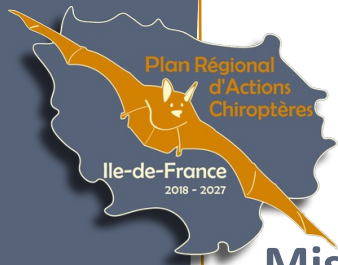 Plan Régional
d'Actions
Chiroptères
Ile-de-France
2018 - 2027